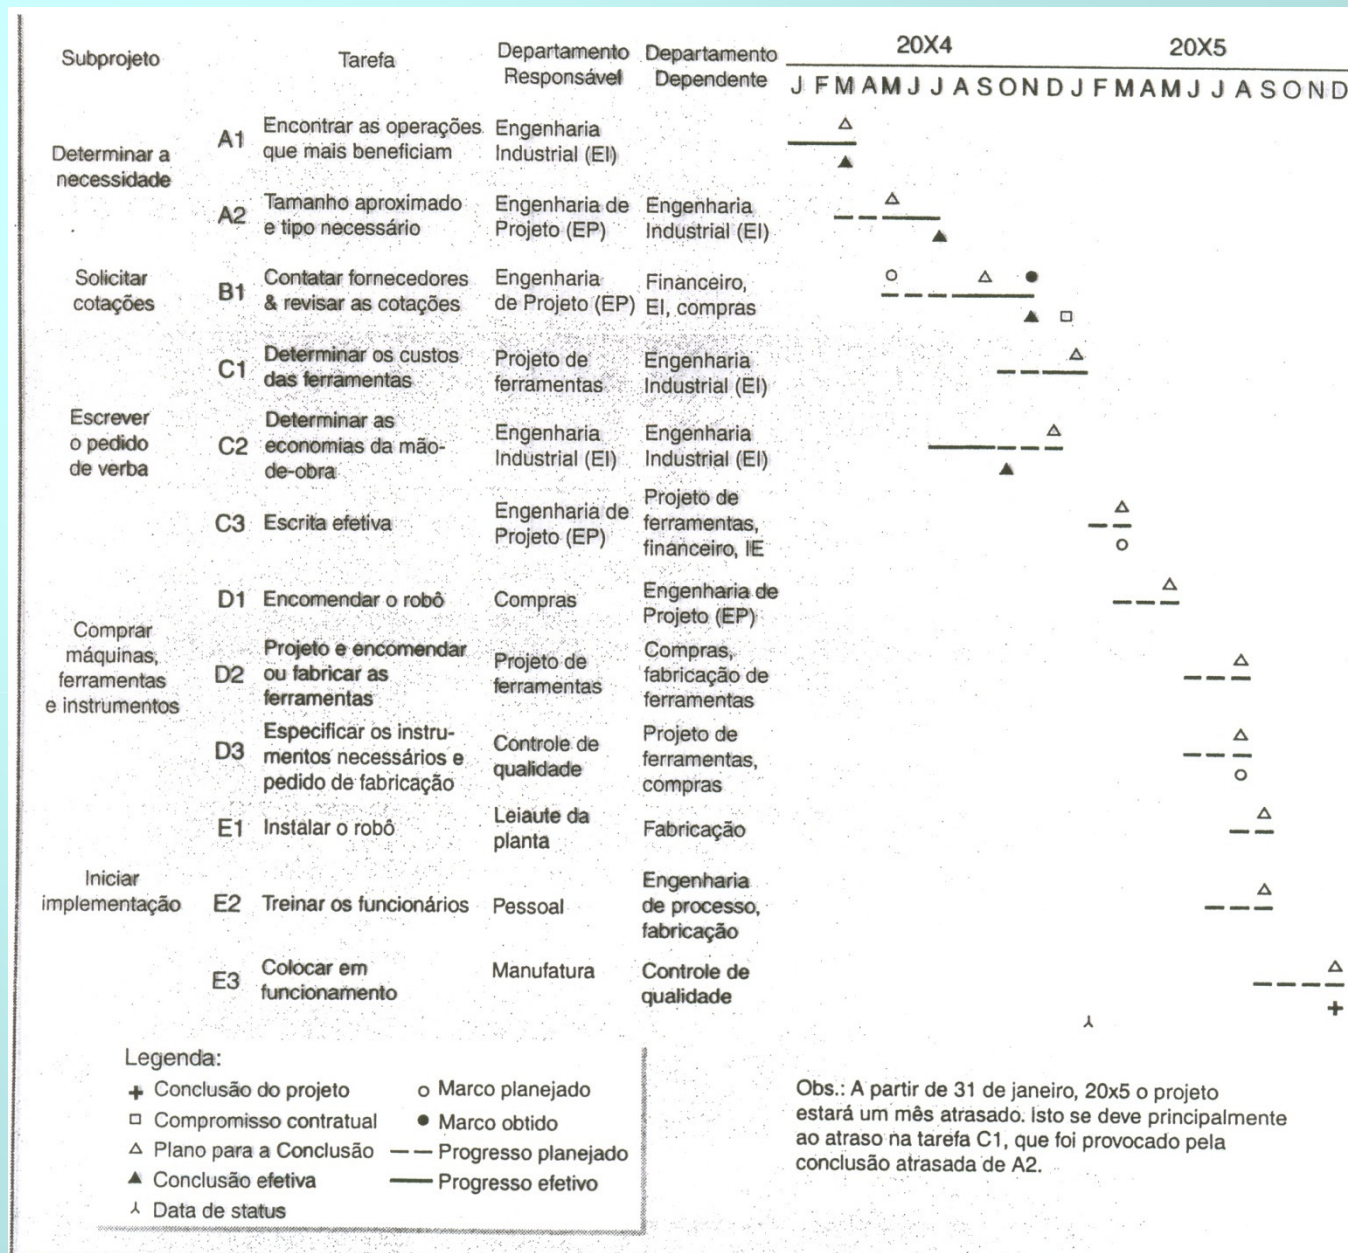 Subprojeto Tarefa Departamento Responsável Departamento Dependente 20X4 20X5
J F M A M J J A S O N D J F M A M J J A S O N D
Determinar a
necessidade
A1 Encontrar as operações
que mais beneficiam
Engenharia
Industrial (EI)
A2 Tamanho aproximado
e tipo necessário
Engenharia de
Projeto (EP)
Engenharia
Industrial (EI)
Solicitar
cotações
B1 Contatar fornecedores
& revisar as cotações
Engenharia
de Projeto (EP)
Financeiro,
EI, compras
Escrever
o pedido
de verba
C1 Determinar os custos
das ferramentas
Projeto de
ferramentas
Engenharia
Industrial (EI)
C2 Determinar as
economias da mão-
de-obra
Engenharia
Industrial (EI)
Engenharia
Industrial (EI)
C3 Escrita efetiva
Engenharia de
Projeto (EP)
Projeto de
ferramentas,
financeiro, IE
Comprar
máquinas,
ferramentas
e instrumentos
D1 Encomendar o robô
Compras
Engenharia de
Projeto (EP)
D2 Projeto e encomendar
ou fabricar as
ferramentas
Projeto de
ferramentas
Compras,
fabricação de
ferramentas
D3 Especificar os instru-
mentos necessários e
pedido de fabricação
Controle de
qualidade
Projeto de
ferramentas,
compras
Iniciar
implementação
E1 Instalar o robô
Leiaute da
planta
Fabricação
E2 Treinar os funcionários
Pessoal
Engenharia
de processo,
fabricação
E3 Colocar em
funcionamento
Manufatura
Controle de
qualidade
Legenda:
Conclusão do projeto
Compromisso contratual
Plano para a Conclusão
Conclusão efetiva
Data de status
Marco planejado
Marco obtido
Progresso planejado
Progresso efetivo
Obs.: A partir de 31 de janeiro, 20x5 o projeto
estará um mês atrasado. Isto se deve principalmente
ao atraso na tarefa C1, que foi provocado pela
conclusão atrasada de A2.